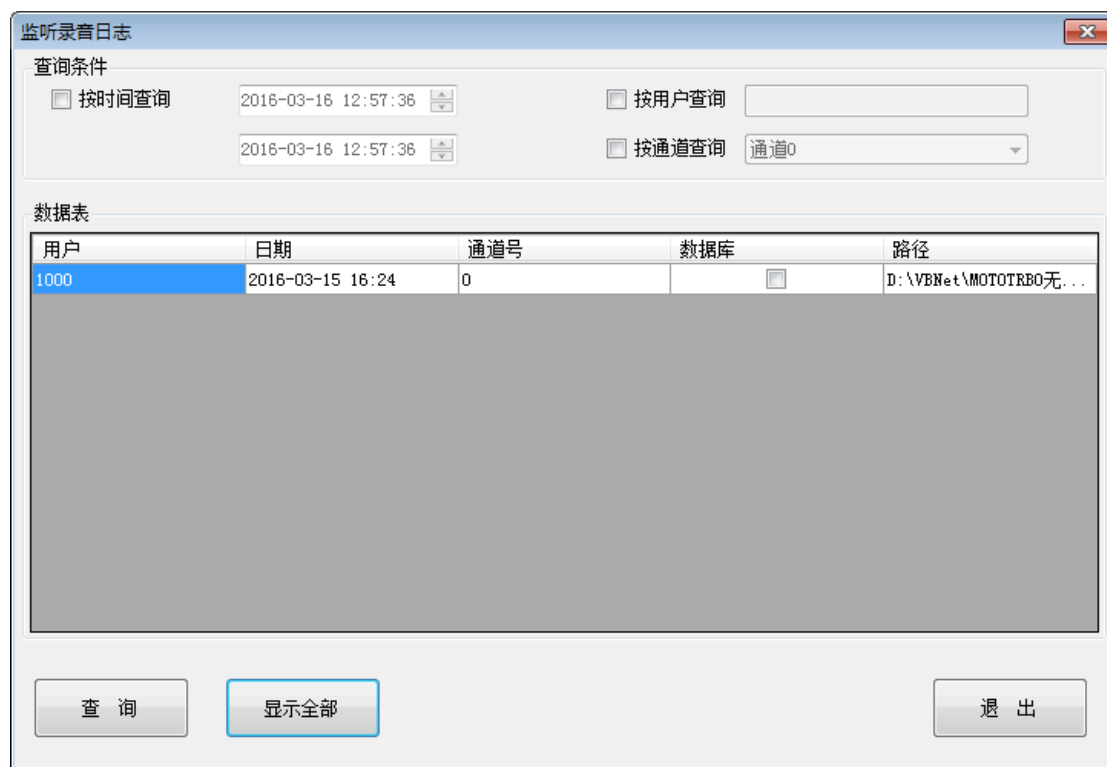 监听录音日志
查询条件
按时间查询 2016-03-16 12:57:36 按用户查询
2016-03-16 12:57:36 按通道查询 通道0
数据表
用户 日期 通道号 数据库 路径
1000 2016-03-15 16:24 0 D:\VBNet\MOTOTRBO无...
查 询 显示全部 退 出